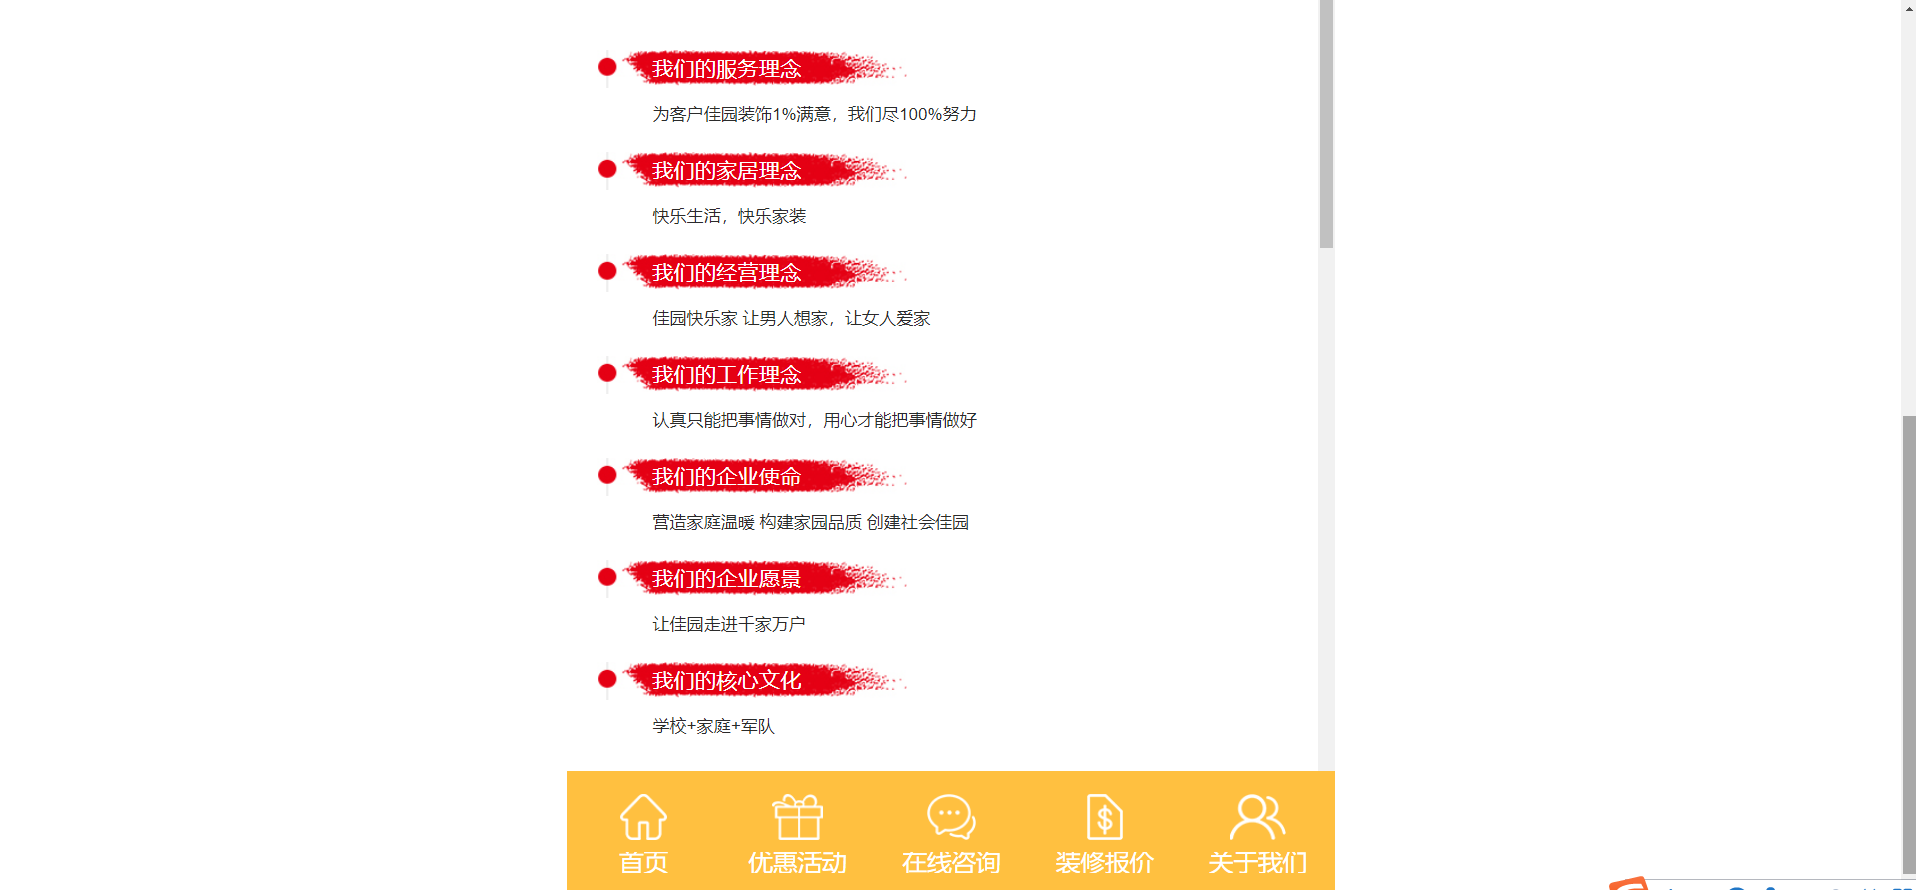 我们的服务理念
为客户佳园装饰1%满意，我们尽100%努力
我们的家居理念
快乐生活，快乐家装
我们的经营理念
佳园快乐家 让男人想家，让女人爱家
我们的工作理念
认真只能把事情做对，用心才能把事情做好
我们的企业使命
营造家庭温暖 构建家园品质 创建社会佳园
我们的企业愿景
让佳园走进千家万户
我们的核心文化
学校+家庭+军队
首页 优惠活动 在线咨询 装修报价 关于我们